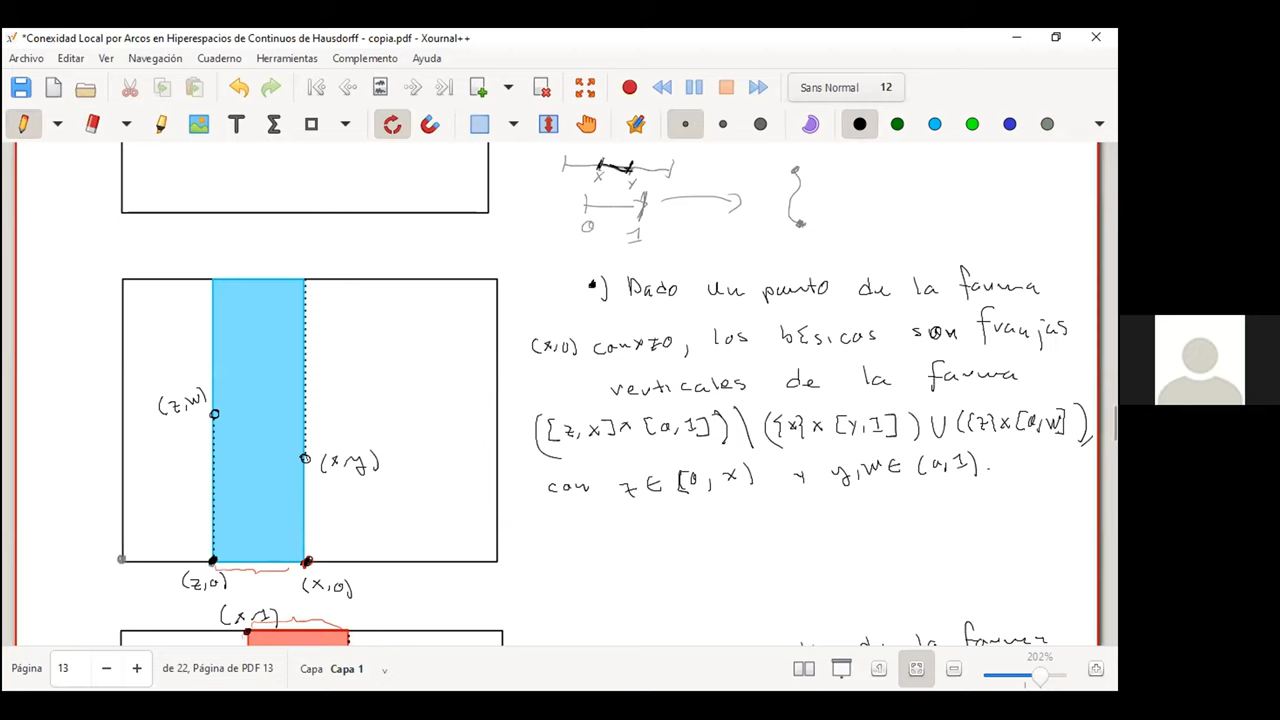 *Conexidad Local por Arcos en Hiperespacios de Continuos de Hausdorff - copia.pdf - Xournal++
Archivo Editar Ver Navegación Cuaderno Herramientas Complemento Ayuda
Sans Normal 12
x y
0 1
•) Dado un punto de la forma
(x,0) con x≠0, los básicos son franjas
verticales de la forma
([z,x]×[0,1]) \ ({x}×[y,1]) ∪ ({z}×[0,w]),
con z ∈ [0,x) y y,w ∈ (0,1).
(z,w)
(x,y)
(z,0) (x,0)
(x,1)
de la forma
Página 13 de 22, Página de PDF 13 Capa Capa 1 202%